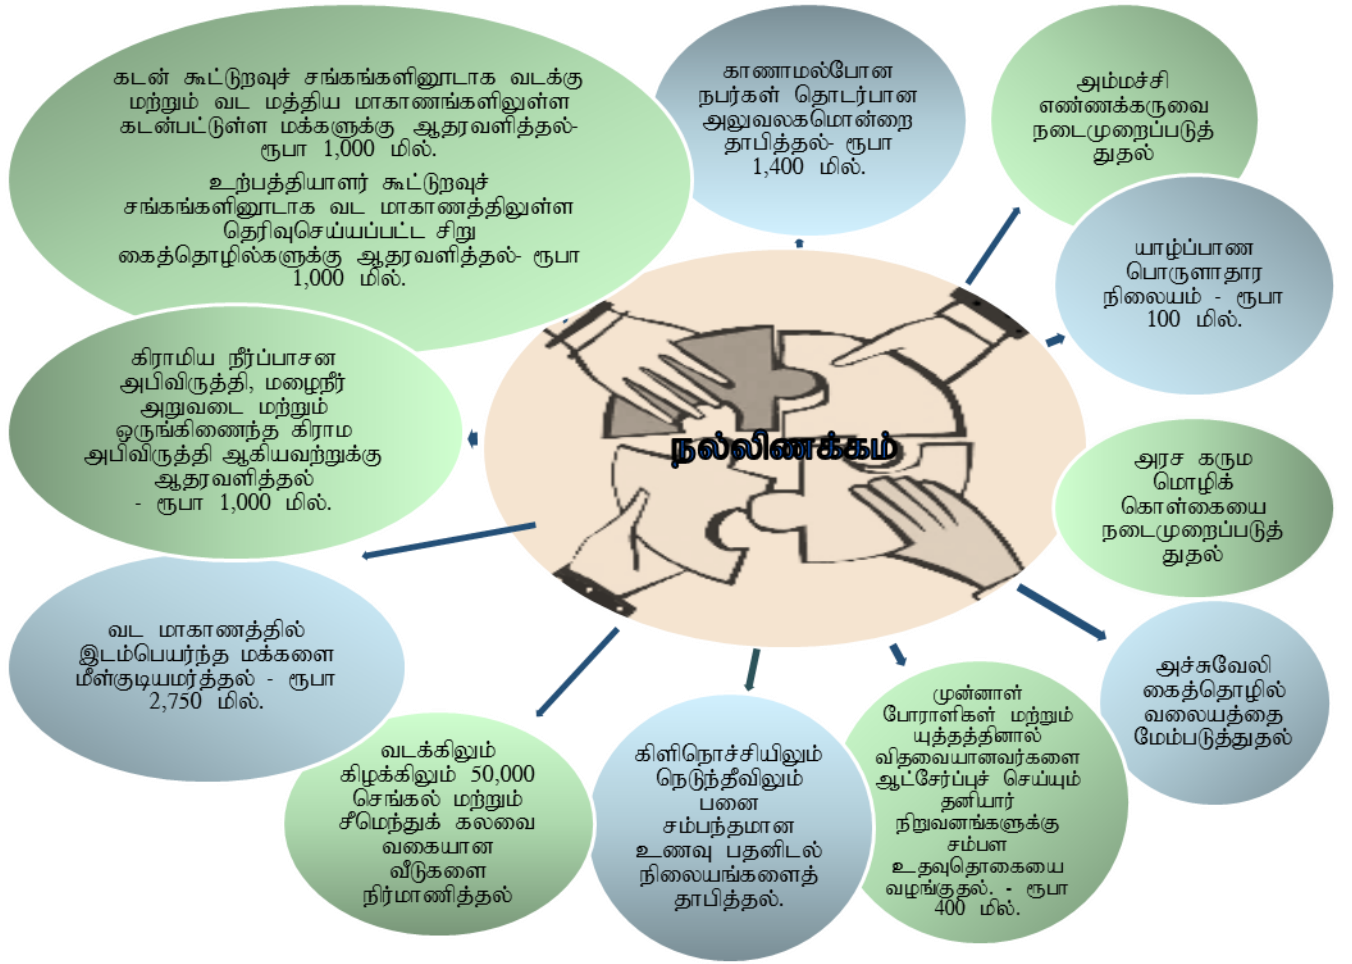 கடன் கூட்டுறவுச் சங்கங்களினூடாக வடக்கு
மற்றும் வட மத்திய மாகாணங்களிலுள்ள
கடன்பட்டுள்ள மக்களுக்கு ஆதரவளித்தல்-
ரூபா 1,000 மில்.
உற்பத்தியாளர் கூட்டுறவுச்
சங்கங்களினூடாக வட மாகாணத்திலுள்ள
தெரிவுசெய்யப்பட்ட சிறு
கைத்தொழில்களுக்கு ஆதரவளித்தல்- ரூபா
1,000 மில்.
காணாமல்போன
நபர்கள் தொடர்பான
அலுவலகமொன்றை
தாபித்தல்- ரூபா
1,400 மில்.
அம்மச்சி
எண்ணக்கருவை
நடைமுறைப்படுத்
துதல்
யாழ்ப்பாண
பொருளாதார
நிலையம் - ரூபா
100 மில்.
கிராமிய நீர்ப்பாசன
அபிவிருத்தி, மழைநீர்
அறுவடை மற்றும்
ஒருங்கிணைந்த கிராம
அபிவிருத்தி ஆகியவற்றுக்கு
ஆதரவளித்தல்
- ரூபா 1,000 மில்.
நல்லிணக்கம்
அரச கரும
மொழிக்
கொள்கையை
நடைமுறைப்படுத்
துதல்
வட மாகாணத்தில்
இடம்பெயர்ந்த மக்களை
மீள்குடியமர்த்தல் - ரூபா
2,750 மில்.
அச்சுவேலி
கைத்தொழில்
வலையத்தை
மேம்படுத்துதல்
வடக்கிலும்
கிழக்கிலும் 50,000
செங்கல் மற்றும்
சீமெந்துக் கலவை
வகையான
வீடுகளை
நிர்மாணித்தல்
கிளிநொச்சியிலும்
நெடுந்தீவிலும்
பனை
சம்பந்தமான
உணவு பதனிடல்
நிலையங்களைத்
தாபித்தல்.
முன்னாள்
போராளிகள் மற்றும்
யுத்தத்தினால்
விதவையானவர்களை
ஆட்சேர்ப்புச் செய்யும்
தனியார்
நிறுவனங்களுக்கு
சம்பள
உதவுதொகையை
வழங்குதல். - ரூபா
400 மில்.